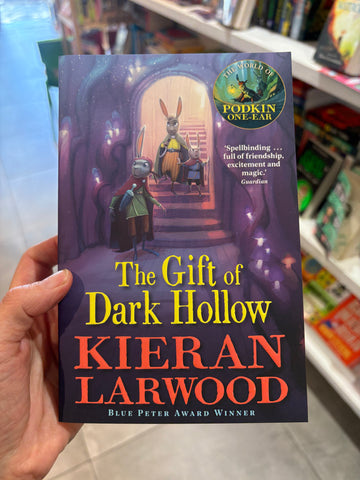 THE WORLD OF
PODKIN
ONE-EAR
'Spellbinding . . .
full of friendship,
excitement and
magic.'
Guardian
The Gift of
Dark Hollow
KIERAN
LARWOOD
BLUE PETER AWARD WINNER